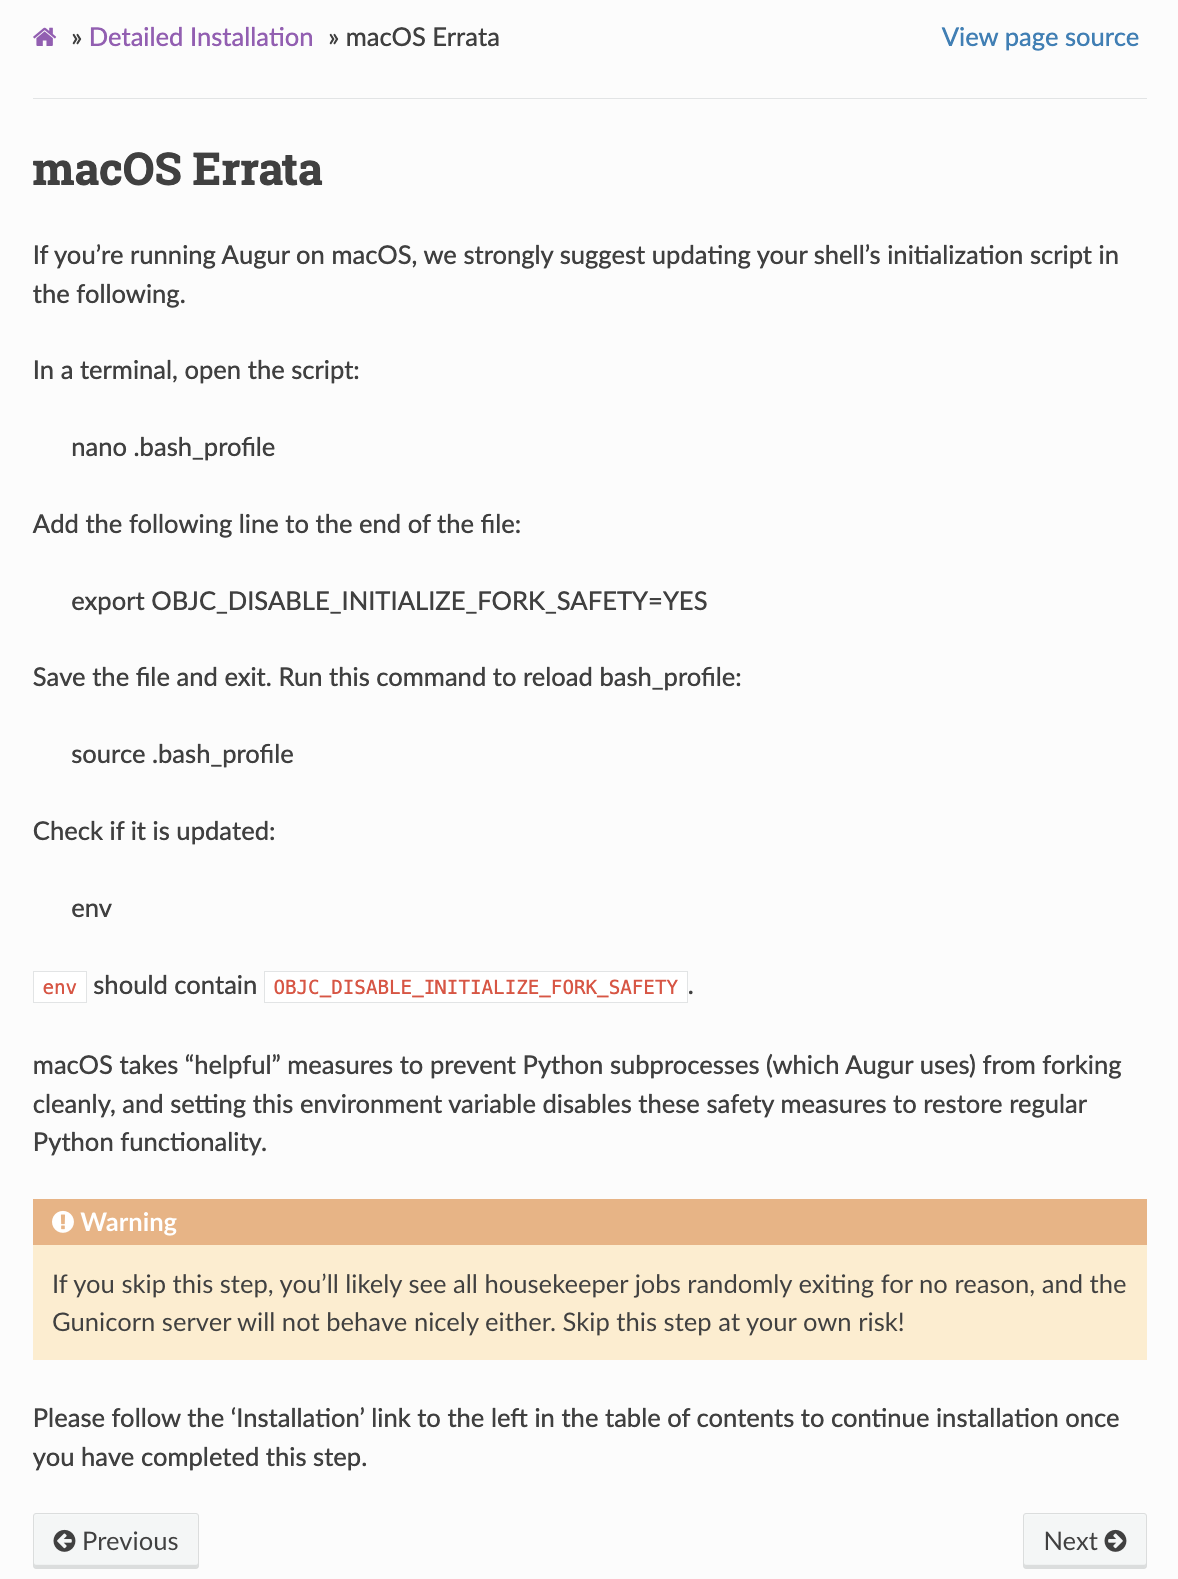 » Detailed Installation » macOS Errata View page source
macOS Errata
If you’re running Augur on macOS, we strongly suggest updating your shell’s initialization script in
the following.
In a terminal, open the script:
nano .bash_profile
Add the following line to the end of the file:
export OBJC_DISABLE_INITIALIZE_FORK_SAFETY=YES
Save the file and exit. Run this command to reload bash_profile:
source .bash_profile
Check if it is updated:
env
env should contain OBJC_DISABLE_INITIALIZE_FORK_SAFETY.
macOS takes “helpful” measures to prevent Python subprocesses (which Augur uses) from forking
cleanly, and setting this environment variable disables these safety measures to restore regular
Python functionality.
Warning
If you skip this step, you’ll likely see all housekeeper jobs randomly exiting for no reason, and the
Gunicorn server will not behave nicely either. Skip this step at your own risk!
Please follow the ‘Installation’ link to the left in the table of contents to continue installation once
you have completed this step.
Previous Next